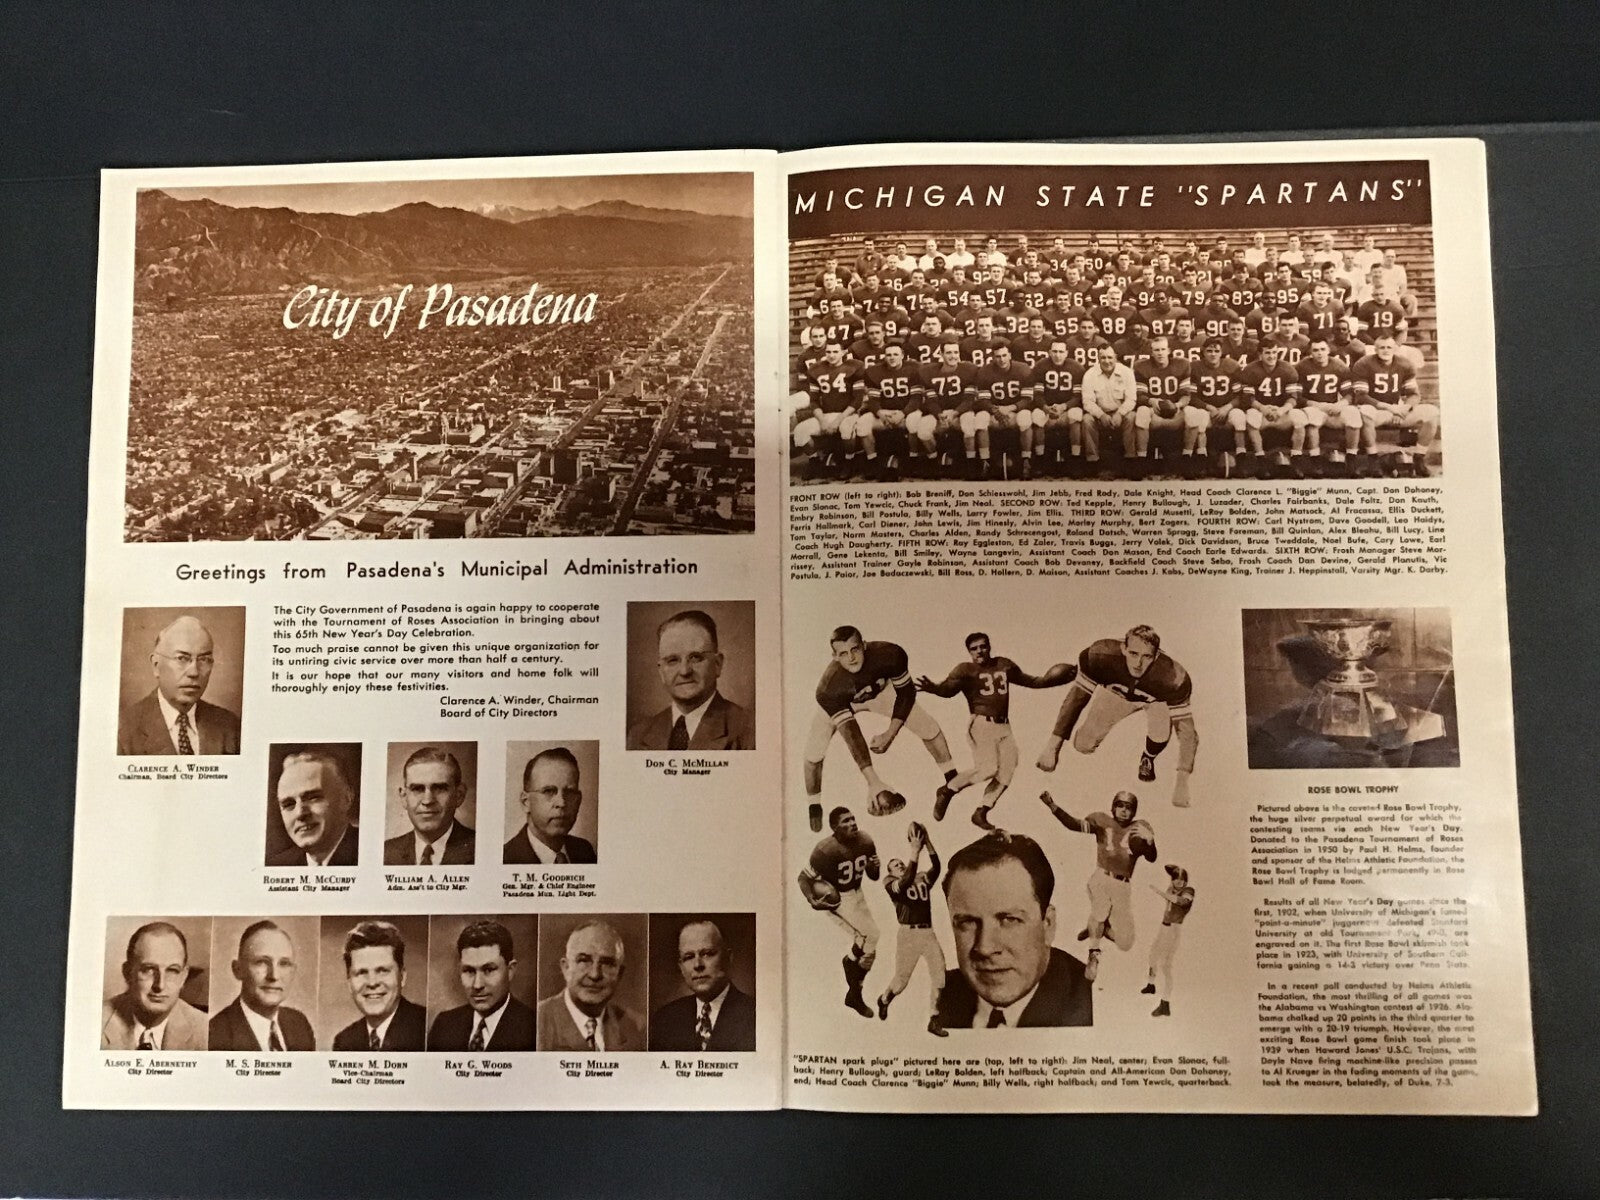 City of Pasadena
Greetings from Pasadena's Municipal Administration
The City Government of Pasadena is again happy to cooperate
with the Tournament of Roses Association in bringing about
this 65th New Year's Day Celebration.
Too much praise cannot be given this unique organization for
its untiring civic service over more than half a century.
It is our hope that our many visitors and home folk will
thoroughly enjoy these festivities.
Clarence A. Winder, Chairman
Board of City Directors
CLARENCE A. WINDER
Chairman, Board City Directors
DON C. MCMILLAN
City Manager
ROBERT M. MCCURDY
Assistant City Manager
WILLIAM A. ALLEN
Adm. Ass't to City Mgr.
T. M. GOODRICH
Gen. Mgr. & Chief Engineer
Pasadena Mun. Light Dept.
ALSON E. ABERNETHY
City Director
M. S. BRENNER
City Director
WARREN M. DORN
Vice-Chairman
Board City Directors
RAY G. WOODS
City Director
SETH MILLER
City Director
A. RAY BENEDICT
City Director
MICHIGAN STATE "SPARTANS"
FRONT ROW (left to right): Bob Breniff, Don Schiesswohl, Jim Jebb, Fred Rody, Dale Knight, Head Coach Clarence L. "Biggie" Munn, Capt. Don Dohoney,
Evan Slonac, Tom Yewcic, Chuck Frank, Jim Neal. SECOND ROW: Ted Kepple, Henry Bullough, J. Luzader, Charles Fairbanks, Dale Foltz, Don Kauth,
Embry Robinson, Bill Postula, Billy Wells, Larry Fowler, Jim Ellis. THIRD ROW: Gerald Musetti, LeRoy Bolden, John Matsock, Al Fracassa, Ellis Duckett,
Ferris Hallmark, Carl Diener, John Lewis, Jim Hinesly, Alvin Lee, Morley Murphy, Bert Zagers. FOURTH ROW: Carl Nystrom, Dave Goodell, Leo Haidys,
Tom Taylor, Norm Masters, Charles Alden, Randy Schrecengost, Roland Dotsch, Warren Spragg, Steve Foreman, Bill Quinlan, Alex Bleahu, Bill Lucy, Line
Coach Hugh Daugherty. FIFTH ROW: Ray Eggleston, Ed Zaler, Travis Buggs, Jerry Volek, Dick Davidson, Bruce Tweddale, Noel Bufe, Cary Lowe, Earl
Morrall, Gene Lekenta, Bill Smiley, Wayne Langevin, Assistant Coach Don Mason, End Coach Earle Edwards. SIXTH ROW: Frosh Manager Steve Mor-
rissey, Assistant Trainer Gayle Robinson, Assistant Coach Bob Devaney, Backfield Coach Steve Sebo, Frosh Coach Dan Devine, Gerald Planutis, Vic
Postula, J. Paior, Joe Badaczewski, Bill Ross, D. Hollern, D. Maison, Assistant Coaches J. Kobs, DeWayne King, Trainer J. Heppinstall, Varsity Mgr. K. Darby.
"SPARTAN spark plugs" pictured here are (top, left to right): Jim Neal, center; Evan Slonac, full-
back; Henry Bullough, guard; LeRoy Bolden, left halfback; Captain and All-American Don Dohoney,
end; Head Coach Clarence "Biggie" Munn; Billy Wells, right halfback; and Tom Yewcic, quarterback.
ROSE BOWL TROPHY
Pictured above is the coveted Rose Bowl Trophy,
the huge silver perpetual award for which the
contesting teams vie each New Year's Day.
Donated to the Pasadena Tournament of Roses
Association in 1950 by Paul H. Helms, founder
and sponsor of the Helms Athletic Foundation, the
Rose Bowl Trophy is lodged permanently in Rose
Bowl Hall of Fame Room.
Results of all New Year's Day games since the
first, 1902, when University of Michigan's famed
"point-a-minute" juggernaut defeated Stanford
University at old Tournament Park, 49-0, are
engraved on it. The first Rose Bowl skirmish took
place in 1923, with University of Southern Cali-
fornia gaining a 14-3 victory over Penn State.
In a recent poll conducted by Helms Athletic
Foundation, the most thrilling of all games was
the Alabama vs Washington contest of 1926. Ala-
bama chalked up 20 points in the third quarter to
emerge with a 20-19 triumph. However, the most
exciting Rose Bowl game finish took place in
1939 when Howard Jones' U.S.C. Trojans, with
Doyle Nave firing machine-like precision passes
to Al Krueger in the fading moments of the game,
took the measure, belatedly, of Duke, 7-3.